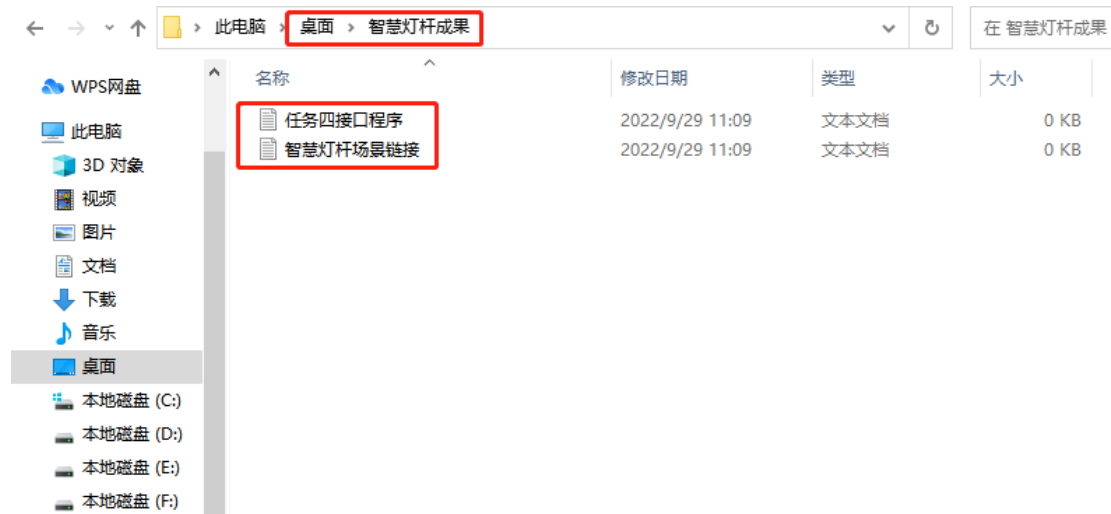 此电脑 > 桌面 > 智慧灯杆成果
在 智慧灯杆成果
名称 修改日期 类型 大小
任务四接口程序 2022/9/29 11:09 文本文档 0 KB
智慧灯杆场景链接 2022/9/29 11:09 文本文档 0 KB
WPS网盘
此电脑
3D 对象
视频
图片
文档
下载
音乐
桌面
本地磁盘 (C:)
本地磁盘 (D:)
本地磁盘 (E:)
本地磁盘 (F:)